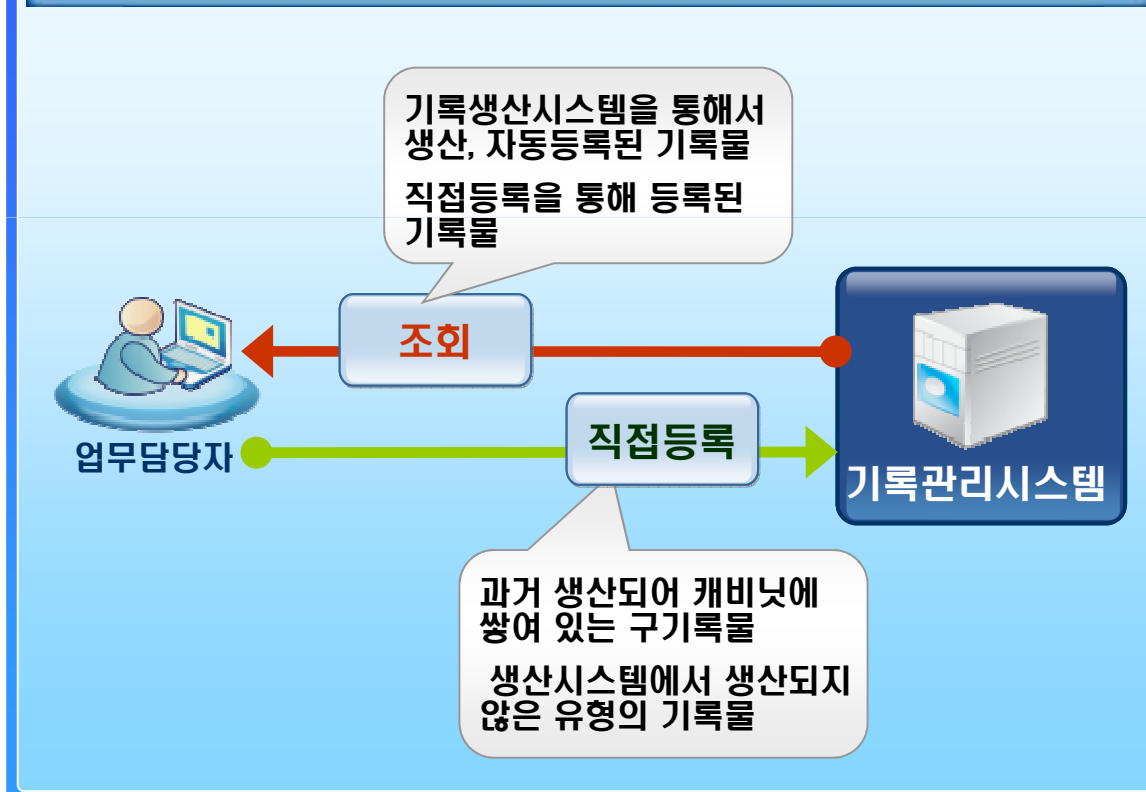 기록생산시스템을 통해서
생산, 자동등록된 기록물
직접등록을 통해 등록된
기록물
조회
직접등록
업무담당자
기록관리시스템
과거 생산되어 캐비닛에
쌓여 있는 구기록물
생산시스템에서 생산되지
않은 유형의 기록물